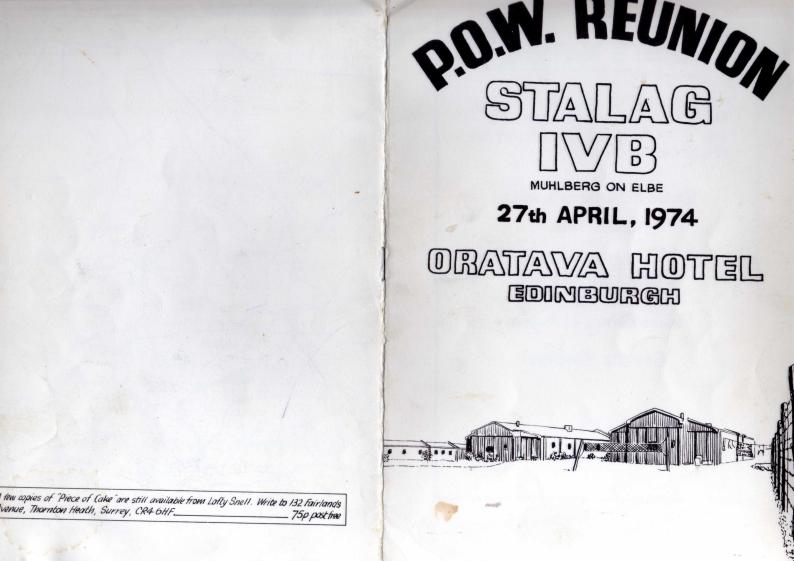 P.O.W. REUNION
STALAG
IVB
MUHLBERG ON ELBE
27th APRIL, 1974
ORATAVA HOTEL
EDINBURGH
few copies of "Piece of Cake" are still available from Lofty Snell. Write to 132 Fairlands
venue, Thornton Heath, Surrey, CR4 6HF. 75p post free